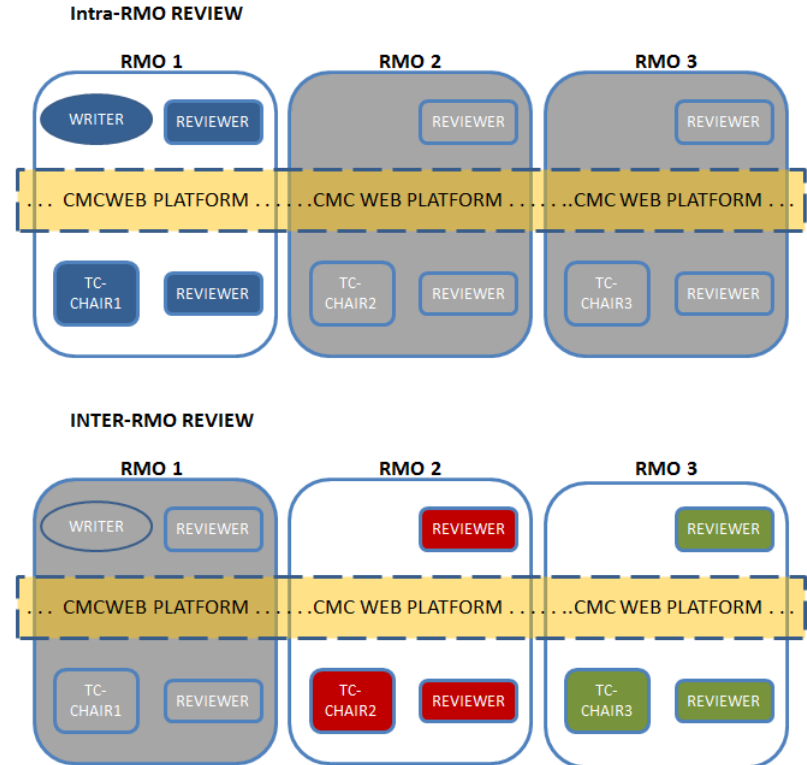 Intra-RMO REVIEW
RMO 1 RMO 2 RMO 3
WRITER REVIEWER REVIEWER REVIEWER
... CMCWEB PLATFORM ......CMC WEB PLATFORM ......CMC WEB PLATFORM ...
TC-
CHAIR1
REVIEWER
TC-
CHAIR2
REVIEWER
TC-
CHAIR3
REVIEWER
INTER-RMO REVIEW
RMO 1 RMO 2 RMO 3
WRITER REVIEWER REVIEWER REVIEWER
... CMCWEB PLATFORM ......CMC WEB PLATFORM ......CMC WEB PLATFORM ...
TC-
CHAIR1
REVIEWER
TC-
CHAIR2
REVIEWER
TC-
CHAIR3
REVIEWER